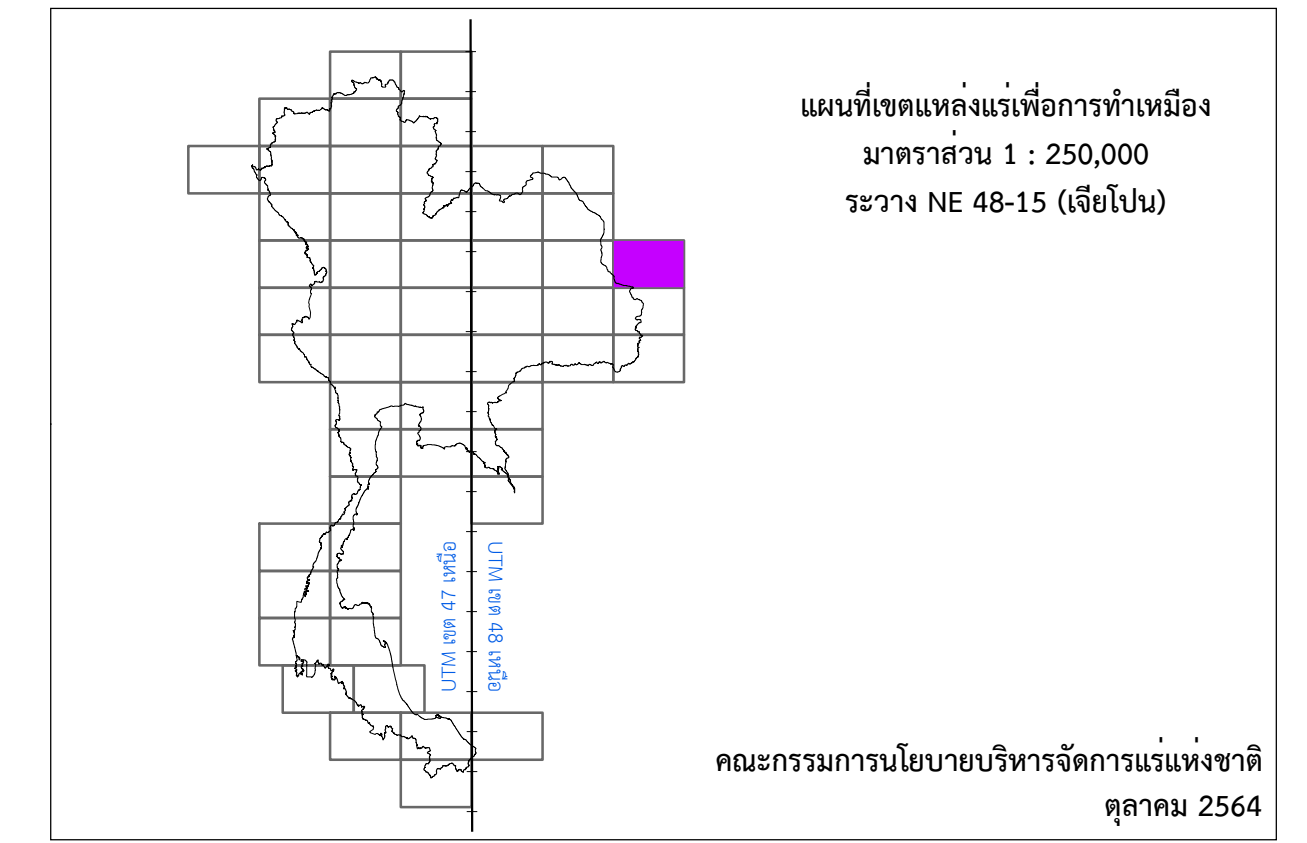 แผนที่เขตแหล่งแร่เพื่อการทำเหมือง
มาตราส่วน 1 : 250,000
ระวาง NE 48-15 (เจียโปน)
UTM เขต 47 เหนือ
UTM เขต 48 เหนือ
คณะกรรมการนโยบายบริหารจัดการแร่แห่งชาติ
ตุลาคม 2564